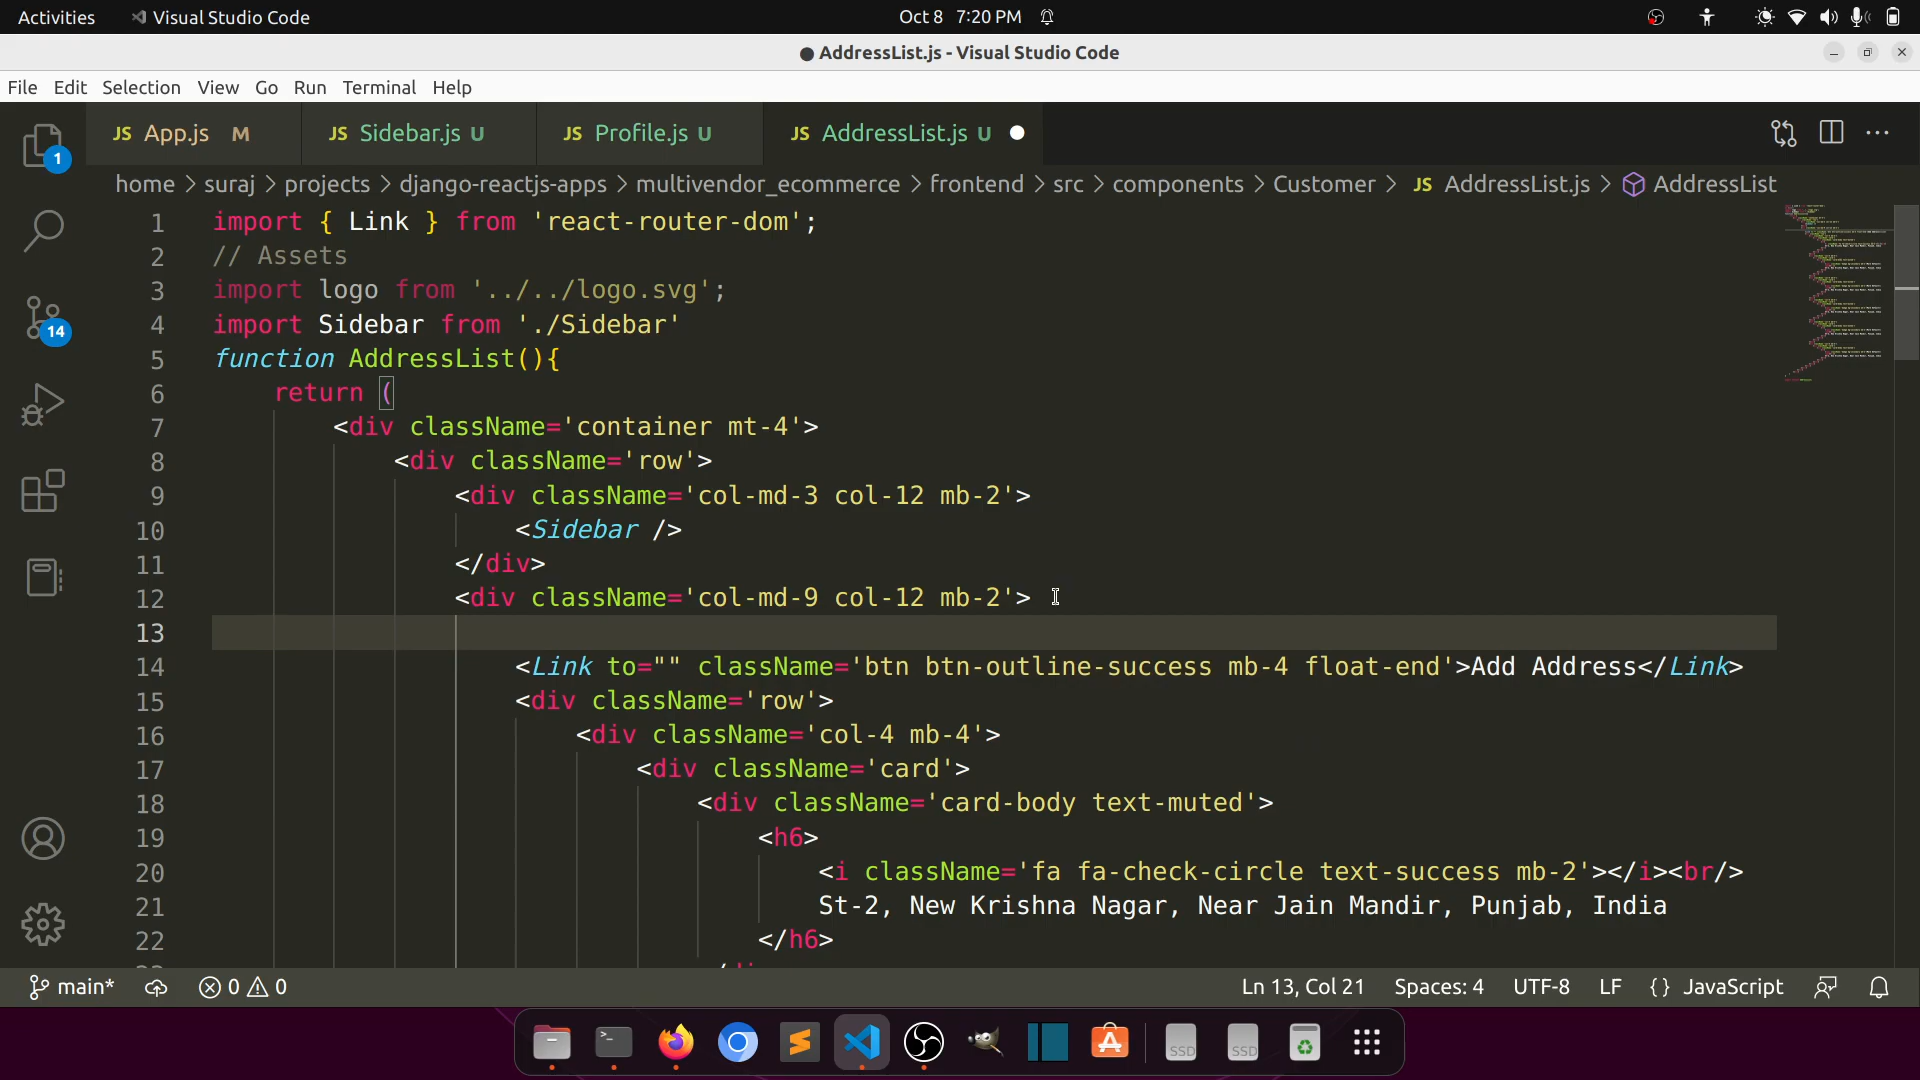 Activities Visual Studio Code Oct 8 7:20 PM
AddressList.js - Visual Studio Code
File Edit Selection View Go Run Terminal Help
1 JS App.js M JS Sidebar.js U JS Profile.js U JS AddressList.js U
home > suraj > projects > django-reactjs-apps > multivendor_ecommerce > frontend > src > components > Customer > JS AddressList.js > AddressList
1 import { Link } from 'react-router-dom';
2 // Assets
3 import logo from '../../logo.svg';
14
4 import Sidebar from './Sidebar'
5 function AddressList(){
6 return (
7 <div className='container mt-4'>
8 <div className='row'>
9 <div className='col-md-3 col-12 mb-2'>
10 <Sidebar />
11 </div>
12 <div className='col-md-9 col-12 mb-2'>
13
14 <Link to="" className='btn btn-outline-success mb-4 float-end'>Add Address</Link>
15 <div className='row'>
16 <div className='col-4 mb-4'>
17 <div className='card'>
18 <div className='card-body text-muted'>
19 <h6>
20 <i className='fa fa-check-circle text-success mb-2'></i><br/>
21 St-2, New Krishna Nagar, Near Jain Mandir, Punjab, India
22 </h6>
main* 0 0 Ln 13, Col 21 Spaces: 4 UTF-8 LF {} JavaScript
SSD SSD